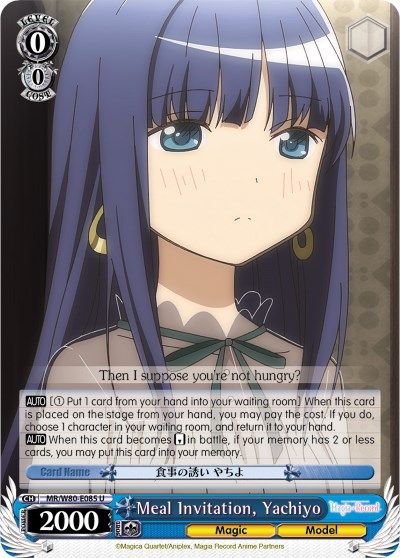 LEVEL
0
0
COST
Then I suppose you're not hungry?
AUTO [① Put 1 card from your hand into your waiting room] When this card
is placed on the stage from your hand, you may pay the cost. If you do,
choose 1 character in your waiting room, and return it to your hand.
AUTO When this card becomes in battle, if your memory has 2 or less
cards, you may put this card into your memory.
Card Name 食事の誘い やちよ
CH MR/W80-E085 U
POWER 2000
Meal Invitation, Yachiyo
Magia Record
Magic Model
©Magica Quartet/Aniplex, Magia Record Anime Partners